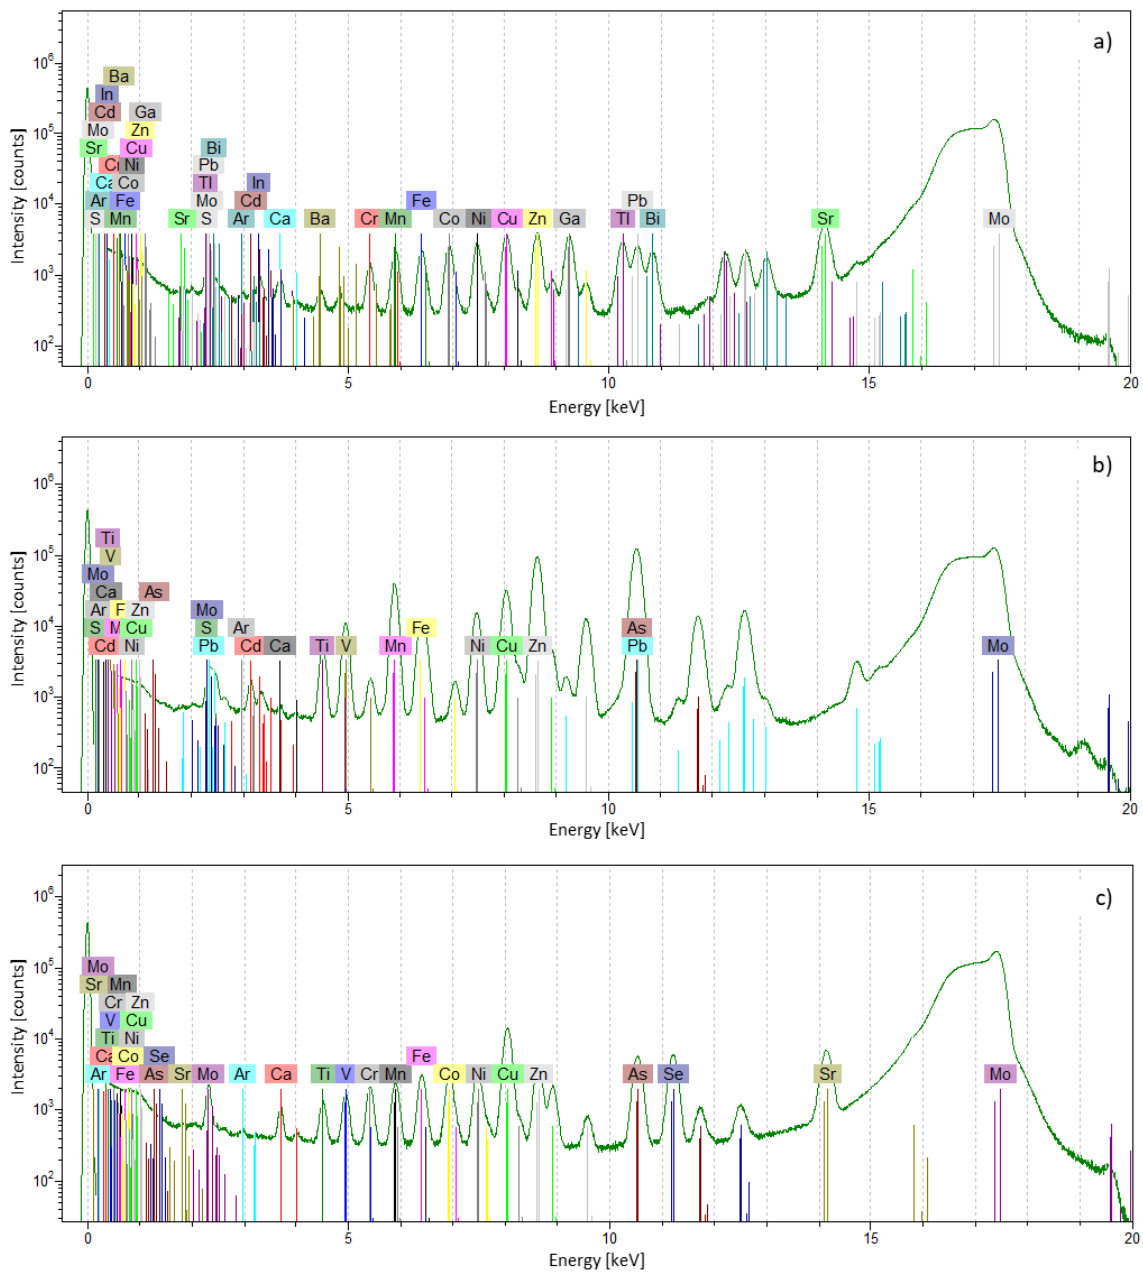 a)
Intensity [counts]
10^6
10^5
10^4
10^3
10^2
Ba
In
Cd Ga
Mo Zn
Sr Cu Bi
Ni Pb
Co Tl In
Ar Fe Mo Cd Fe Pb
S Mn Sr S Ar Ca Ba Cr Mn Co Ni Cu Zn Ga Tl Bi Sr Mo
0 5 10 15 20
Energy [keV]
b)
Intensity [counts]
10^6
10^5
10^4
10^3
10^2
Ti
V
Mo
Ca As
Ar F Zn Mo
S M Cu S Ar Fe As
Cd Ni Pb Cd Ca Ti V Mn Ni Cu Zn Pb Mo
0 5 10 15 20
Energy [keV]
c)
Intensity [counts]
10^6
10^5
10^4
10^3
10^2
Mo
Sr Mn
Cr Zn
V Cu
Ti Ni
Co Se Fe
Ar Fe As Sr Mo Ar Ca Ti V Cr Mn Co Ni Cu Zn As Se Sr Mo
0 5 10 15 20
Energy [keV]